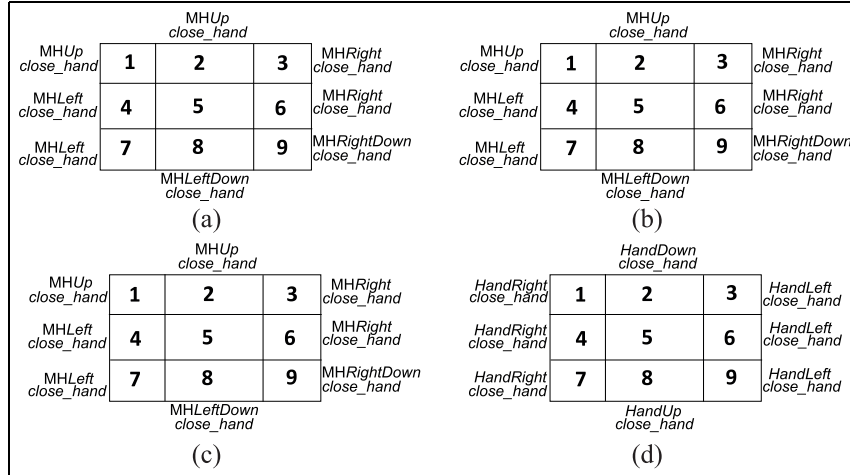 MHUp
close_hand
MHUp
close_hand
1 2 3
MHRight
close_hand
MHLeft
close_hand
4 5 6
MHRight
close_hand
MHLeft
close_hand
7 8 9
MHRightDown
close_hand
MHLeftDown
close_hand
(a)
MHUp
close_hand
MHUp
close_hand
1 2 3
MHRight
close_hand
MHLeft
close_hand
4 5 6
MHRight
close_hand
MHLeft
close_hand
7 8 9
MHRightDown
close_hand
MHLeftDown
close_hand
(b)
MHUp
close_hand
MHUp
close_hand
1 2 3
MHRight
close_hand
MHLeft
close_hand
4 5 6
MHRight
close_hand
MHLeft
close_hand
7 8 9
MHRightDown
close_hand
MHLeftDown
close_hand
(c)
HandDown
close_hand
HandRight
close_hand
1 2 3
HandLeft
close_hand
HandRight
close_hand
4 5 6
HandLeft
close_hand
HandRight
close_hand
7 8 9
HandLeft
close_hand
HandUp
close_hand
(d)